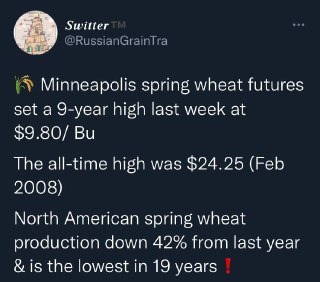 Switter™
@RussianGrainTra
🌾 Minneapolis spring wheat futures
set a 9-year high last week at
$9.80/ Bu
The all-time high was $24.25 (Feb
2008)
North American spring wheat
production down 42% from last year
& is the lowest in 19 years❗